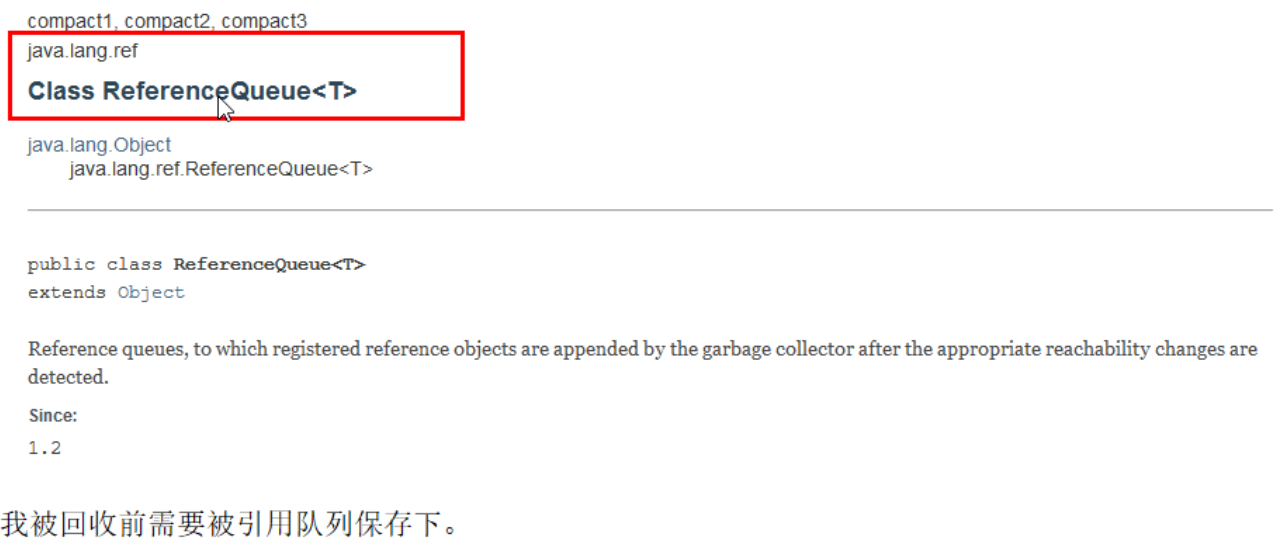 compact1, compact2, compact3
java.lang.ref
Class ReferenceQueue<T>
java.lang.Object
java.lang.ref.ReferenceQueue<T>
public class ReferenceQueue<T>
extends Object
Reference queues, to which registered reference objects are appended by the garbage collector after the appropriate reachability changes are
detected.
Since:
1.2
我被回收前需要被引用队列保存下。